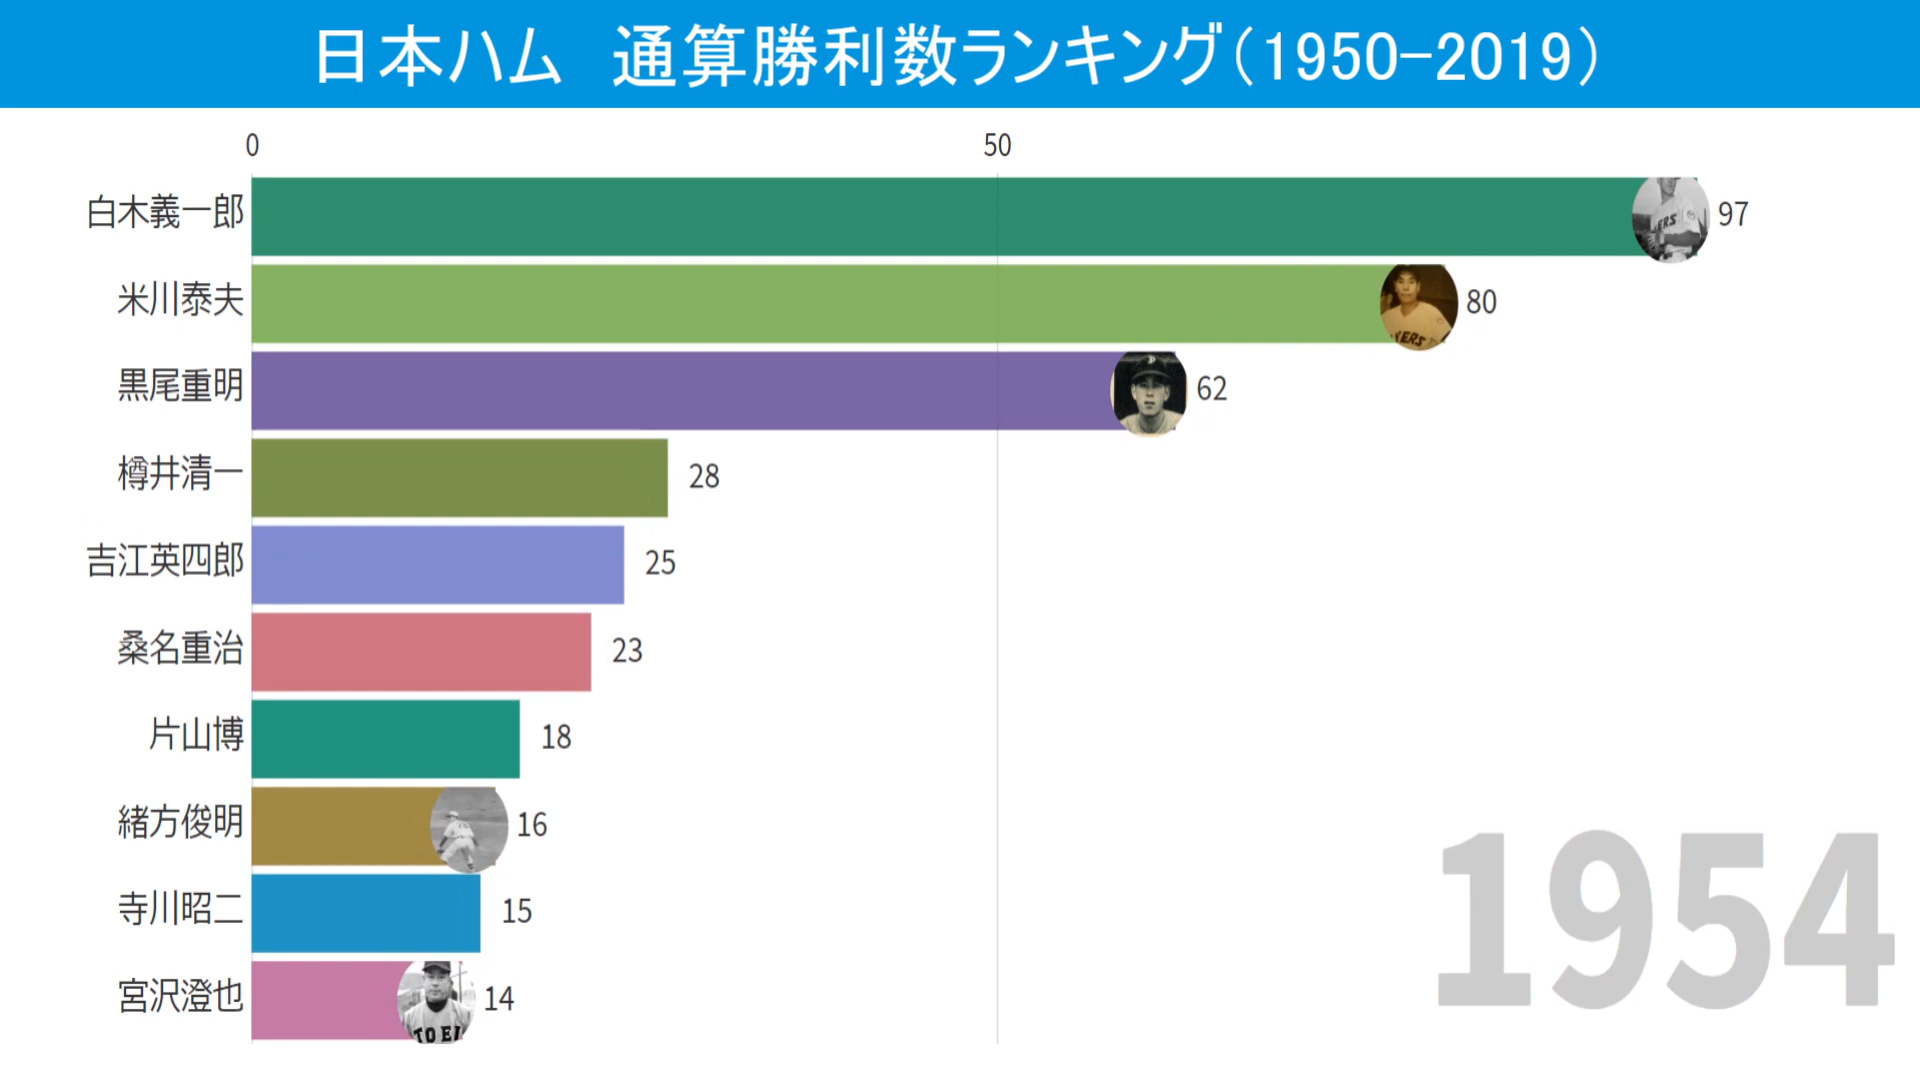 日本ハム　通算勝利数ランキング（1950-2019）
0 50
白木義一郎 97
米川泰夫 80
黒尾重明 62
樽井清一 28
吉江英四郎 25
桑名重治 23
片山博 18
緒方俊明 16
寺川昭二 15
宮沢澄也 14
1954